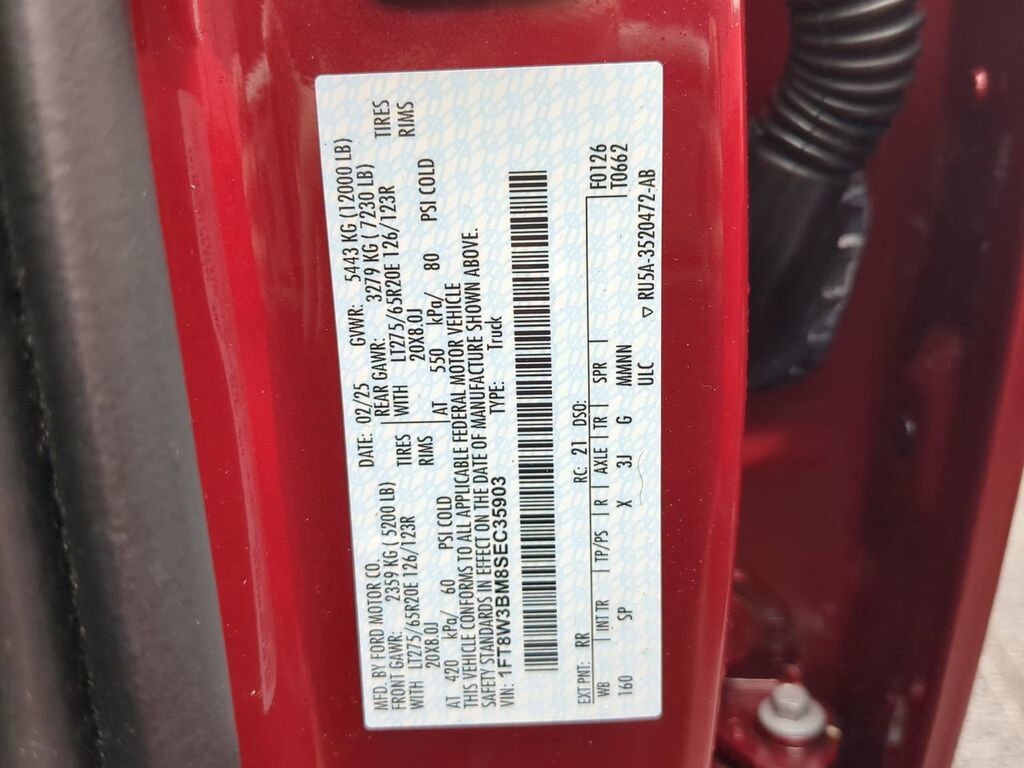 MFD. BY FORD MOTOR CO. DATE: 02/25 GVWR: 5443 KG (12000 LB)
FRONT GAWR: 2359 KG ( 5200 LB) REAR GAWR: 3279 KG ( 7230 LB)
WITH LT275/65R20E 126/123R TIRES WITH LT275/65R20E 126/123R TIRES
20X8.0J RIMS 20X8.0J RIMS
AT 420 kPa/ 60 PSI COLD AT 550 kPa/ 80 PSI COLD
THIS VEHICLE CONFORMS TO ALL APPLICABLE FEDERAL MOTOR VEHICLE
SAFETY STANDARDS IN EFFECT ON THE DATE OF MANUFACTURE SHOWN ABOVE.
VIN: 1FT8W3BM8SEC35903 TYPE: Truck
EXT PNT: RR RC: 21 DSO: F0126
WB INT TR TP/PS R AXLE TR SPR T0662
160 SP X 3J G MMMNN
ULC ▽ RU5A-3520472-AB